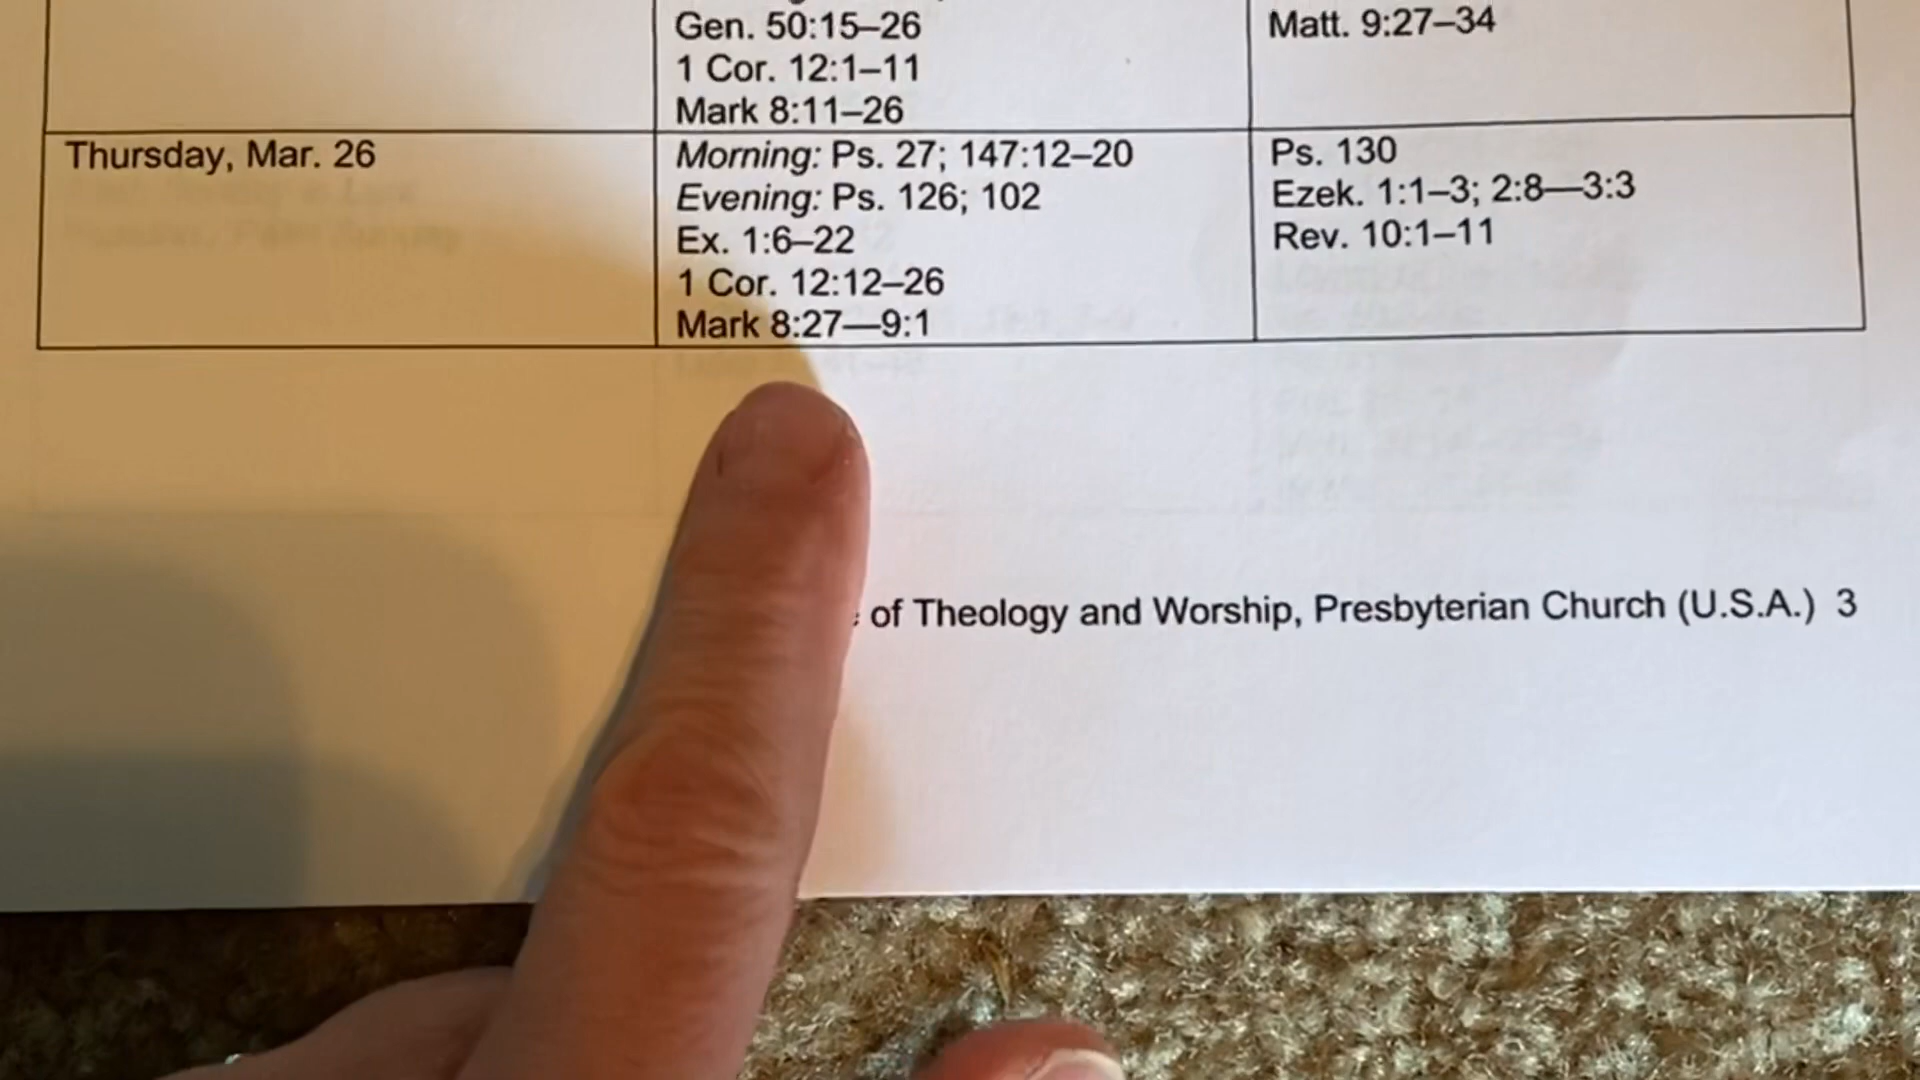 Gen. 50:15–26
1 Cor. 12:1–11
Mark 8:11–26
Matt. 9:27–34
Thursday, Mar. 26
Morning: Ps. 27; 147:12–20
Evening: Ps. 126; 102
Ex. 1:6–22
1 Cor. 12:12–26
Mark 8:27—9:1
Ps. 130
Ezek. 1:1–3; 2:8—3:3
Rev. 10:1–11
of Theology and Worship, Presbyterian Church (U.S.A.) 3